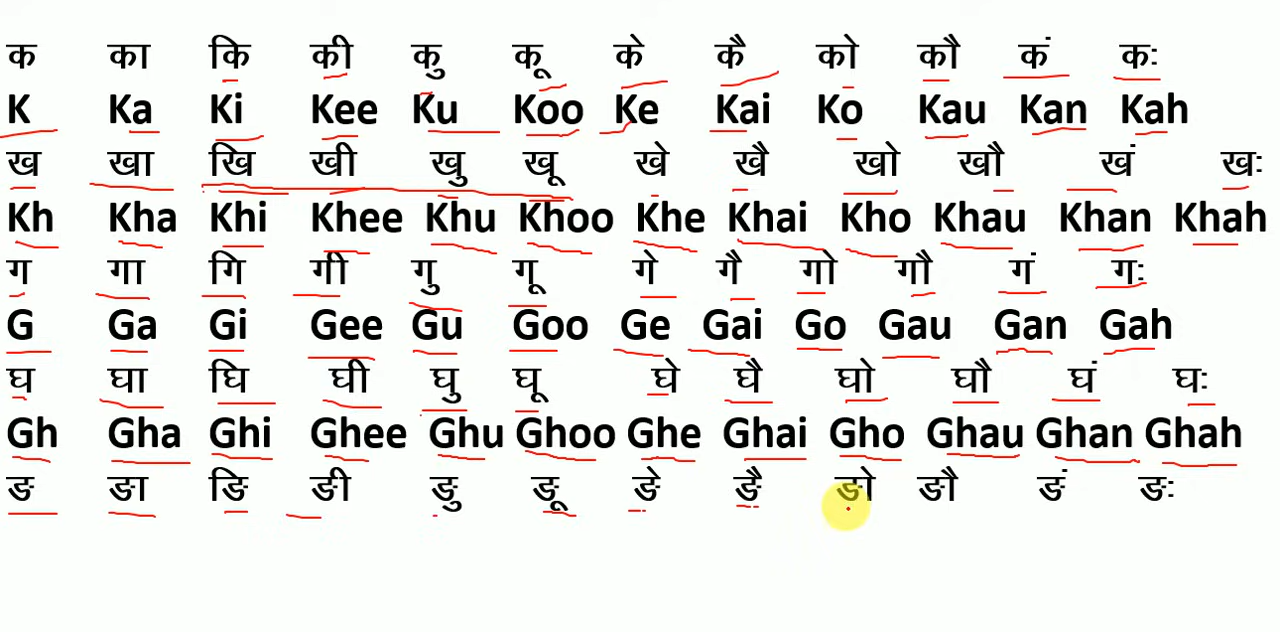 क का कि की कु कू के कै को कौ कं कः
K Ka Ki Kee Ku Koo Ke Kai Ko Kau Kan Kah
ख खा खि खी खु खू खे खै खो खौ खं खः
Kh Kha Khi Khee Khu Khoo Khe Khai Kho Khau Khan Khah
ग गा गि गी गु गू गे गै गो गौ गं गः
G Ga Gi Gee Gu Goo Ge Gai Go Gau Gan Gah
घ घा घि घी घु घू घे घै घो घौ घं घः
Gh Gha Ghi Ghee Ghu Ghoo Ghe Ghai Gho Ghau Ghan Ghah
ङ ङा ङि ङी ङु ङू ङे ङै ङो ङौ ङं ङः